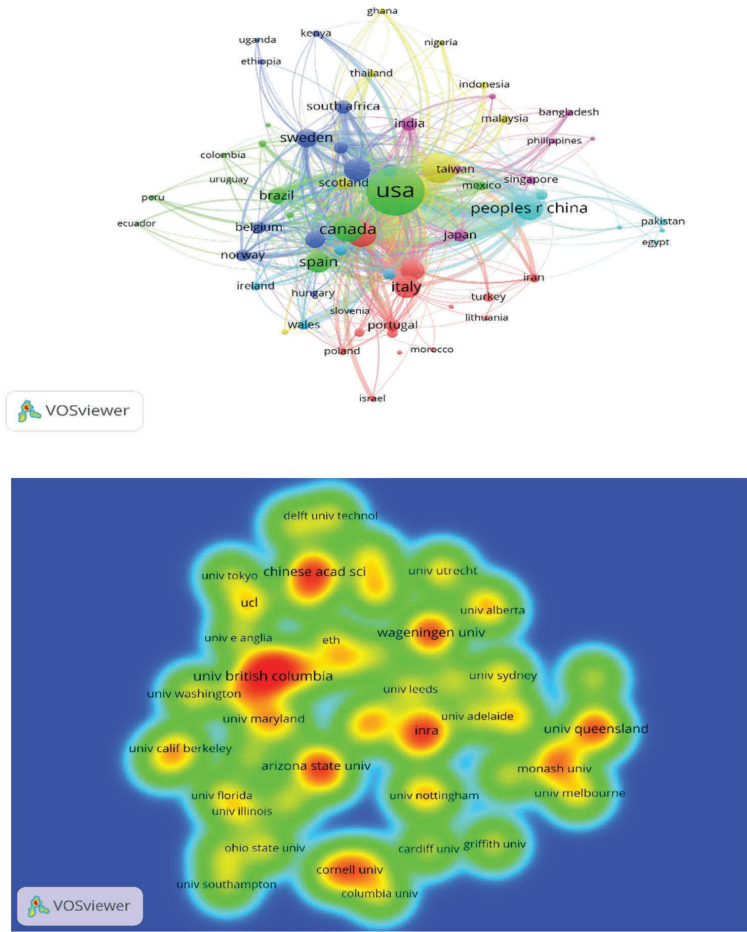 ghana
uganda
kenya
nigeria
ethiopia
thailand
indonesia
south africa
bangladesh
india
malaysia
sweden
philippines
colombia
taiwan
scotland
singapore
uruguay
usa
mexico
peru
brazil
peoples r china
ecuador
belgium
canada
japan
pakistan
egypt
norway
spain
iran
ireland
hungary
italy
turkey
slovenia
wales
portugal
lithuania
poland
morocco
israel
VOSviewer
delft univ technol
chinese acad sci
univ utrecht
univ tokyo
ucl
univ alberta
univ e anglia
eth
wageningen univ
univ british columbia
univ sydney
univ washington
univ leeds
univ maryland
univ adelaide
inra
univ queensland
univ calif berkeley
arizona state univ
monash univ
univ florida
univ nottingham
univ melbourne
univ illinois
ohio state univ
cardiff univ
griffith univ
univ southampton
cornell univ
columbia univ
VOSviewer